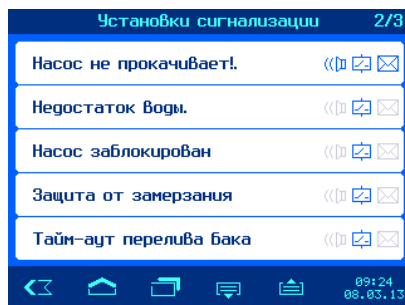 Установки сигнализации 2/3
Насос не прокачивает!.
Недостаток воды.
Насос заблокирован
Защита от замерзания
Тайм-аут перелива бака
09:24
08.03.13